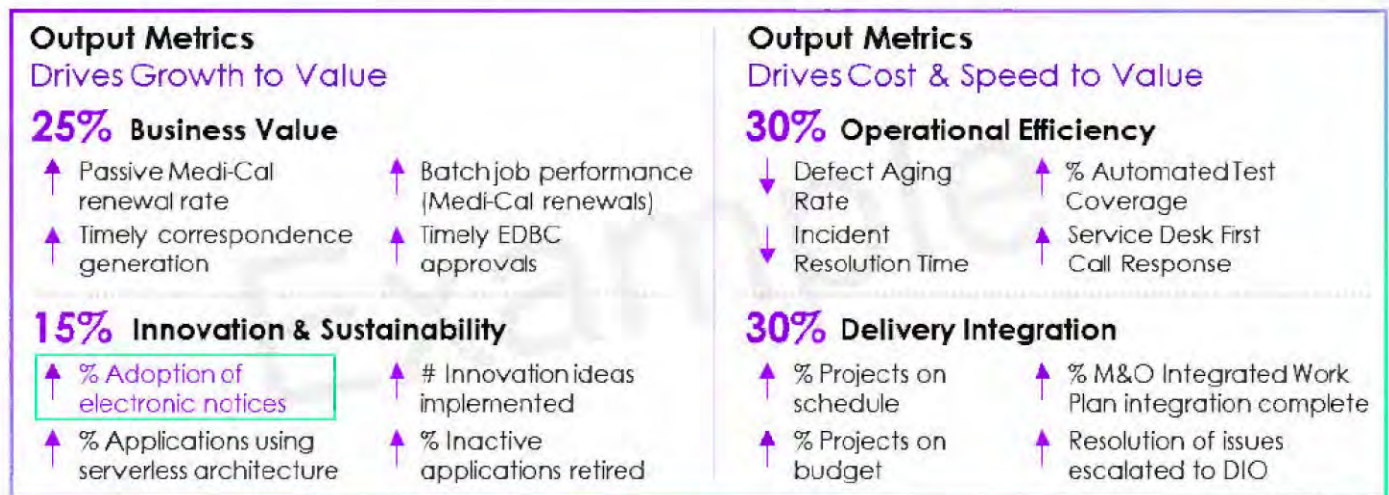 Output Metrics
Drives Growth to Value
25% Business Value
Passive Medi-Cal
renewal rate
Batch job performance
(Medi-Cal renewals)
Timely correspondence
generation
Timely EDBC
approvals
15% Innovation & Sustainability
% Adoption of
electronic notices
# Innovation ideas
implemented
% Applications using
serverless architecture
% Inactive
applications retired
Output Metrics
Drives Cost & Speed to Value
30% Operational Efficiency
Defect Aging
Rate
% Automated Test
Coverage
Incident
Resolution Time
Service Desk First
Call Response
30% Delivery Integration
% Projects on
schedule
% M&O Integrated Work
Plan integration complete
% Projects on
budget
Resolution of issues
escalated to DIO
Example